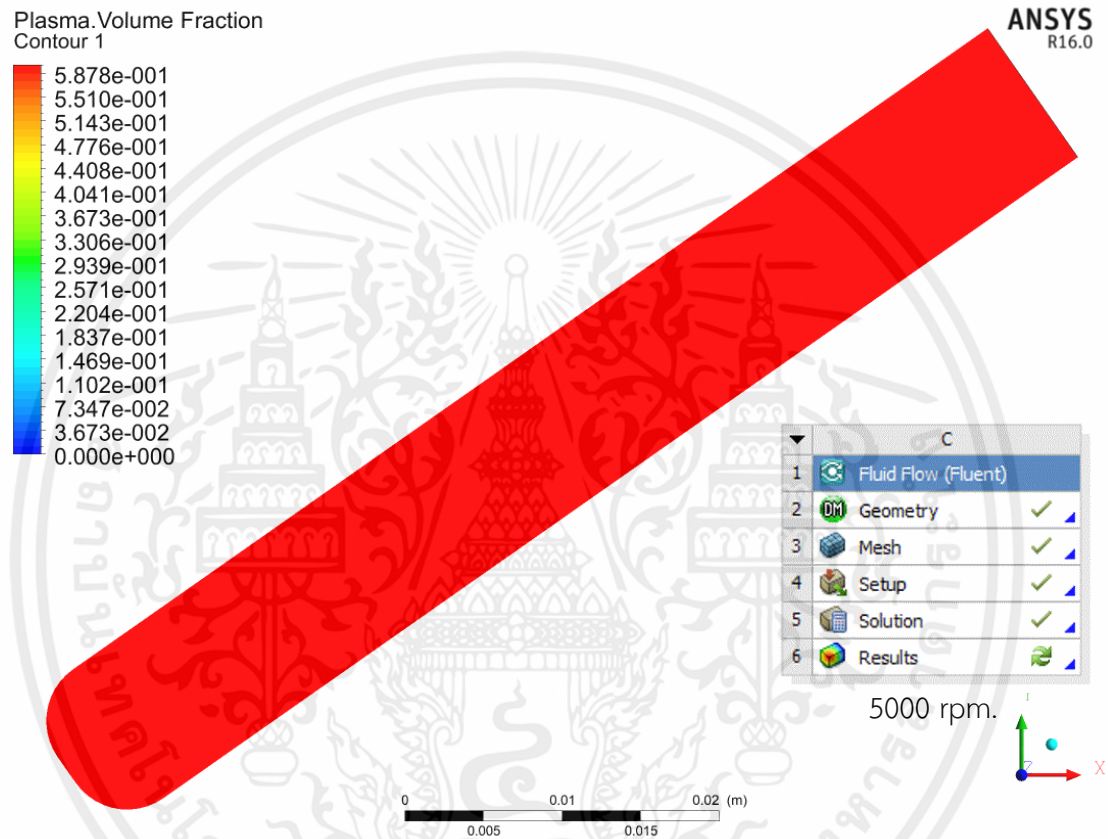 Plasma.Volume Fraction
Contour 1
ANSYS
R16.0
5.878e-001
5.510e-001
5.143e-001
4.776e-001
4.408e-001
4.041e-001
3.673e-001
3.306e-001
2.939e-001
2.571e-001
2.204e-001
1.837e-001
1.469e-001
1.102e-001
7.347e-002
3.673e-002
0.000e+000
C
1 Fluid Flow (Fluent)
2 DM Geometry
3 Mesh
4 Setup
5 Solution
6 Results
5000 rpm.
X
Z
0 0.01 0.02 (m)
0.005 0.015